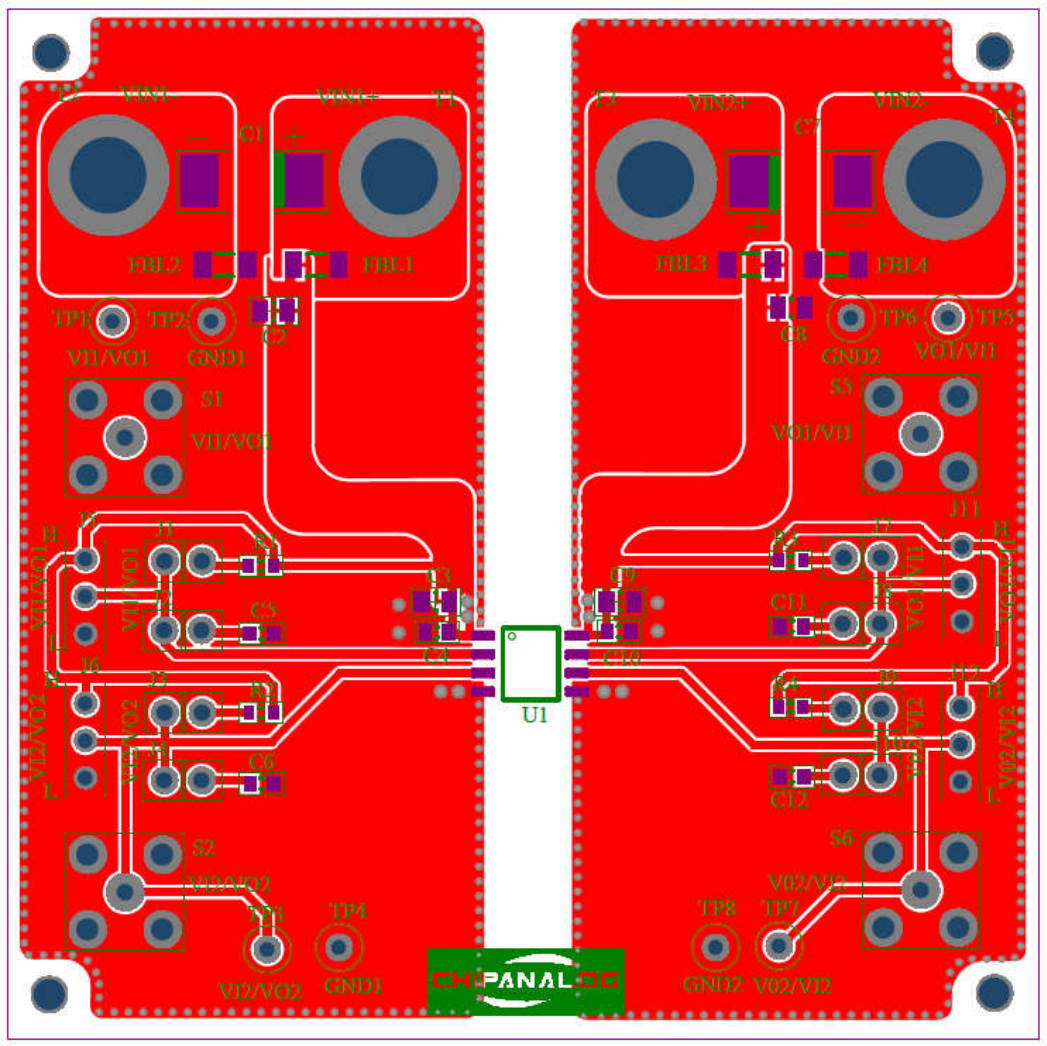 T2 VIN1- VIN1+ T1 T3 VIN2+ VIN2- T4
C1 C7
− + + −
FBL2 FBL1 FBL3 FBL4
TP1 TP2 C2 C8 TP6 TP5
VI1/VO1 GND1 GND2 VO1/VI1
S1 S5
VI1/VO1 VO1/VI1
J5 J1 J7 J11
H R1 R3 H
VI1/VO1 VI1/VO1 VO1/VI1 VO1/VI1
C3 C9
J2 J8
C5 C11
L C4 C10 L
J6 J3 J9 J12
H R2 R4 H
U1
VI2/VO2 VI2/VO2 V02/VI2 V02/VI2
J4 J10
C6 C12
L L
S2 S6
VI2/VO2 V02/VI2
TP3 TP4 TP8 TP7
CHIPANALOG
VI2/VO2 GND1 GND2 V02/VI2